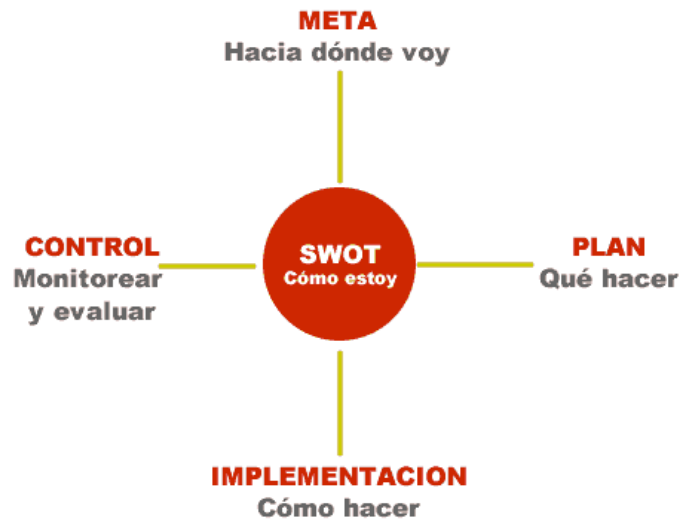 META
Hacia dónde voy
CONTROL
Monitorear
y evaluar
SWOT
Cómo estoy
PLAN
Qué hacer
IMPLEMENTACION
Cómo hacer